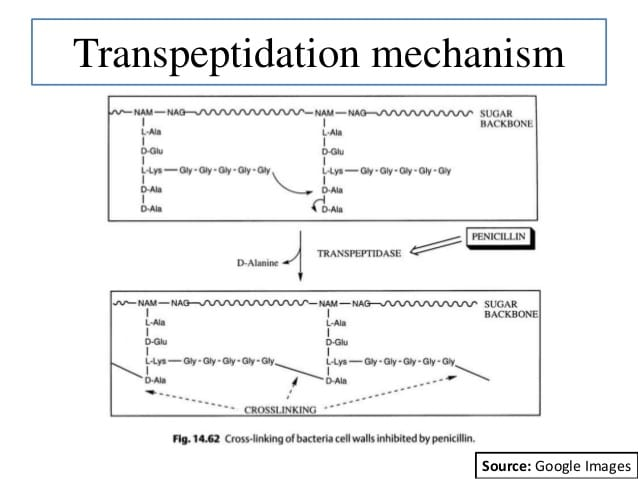 Transpeptidation mechanism
NAM—NAG NAM—NAG SUGAR
BACKBONE
L-Ala L-Ala
D-Glu D-Glu
L-Lys—Gly-Gly-Gly-Gly-Gly L-Lys—Gly-Gly-Gly-Gly-Gly
D-Ala D-Ala
D-Ala D-Ala
PENICILLIN
D-Alanine TRANSPEPTIDASE
NAM—NAG NAM—NAG SUGAR
BACKBONE
L-Ala L-Ala
D-Glu D-Glu
L-Lys—Gly-Gly-Gly-Gly-Gly L-Lys—Gly-Gly-Gly-Gly-Gly
D-Ala D-Ala
CROSSLINKING
Fig. 14.62 Cross-linking of bacteria cell walls inhibited by penicillin.
Source: Google Images